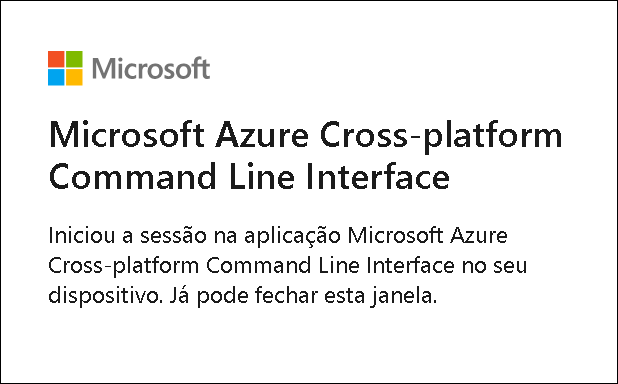 Microsoft
Microsoft Azure Cross-platform
Command Line Interface
Iniciou a sessão na aplicação Microsoft Azure
Cross-platform Command Line Interface no seu
dispositivo. Já pode fechar esta janela.